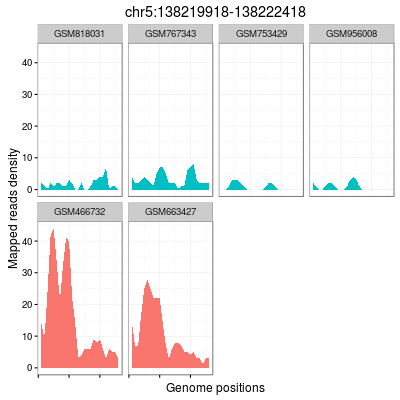 chr5:138219918-138222418
GSM818031 GSM767343 GSM753429 GSM956008
40
30
20
10
0
Mapped reads density
GSM466732 GSM663427
40
30
20
10
0
Genome positions